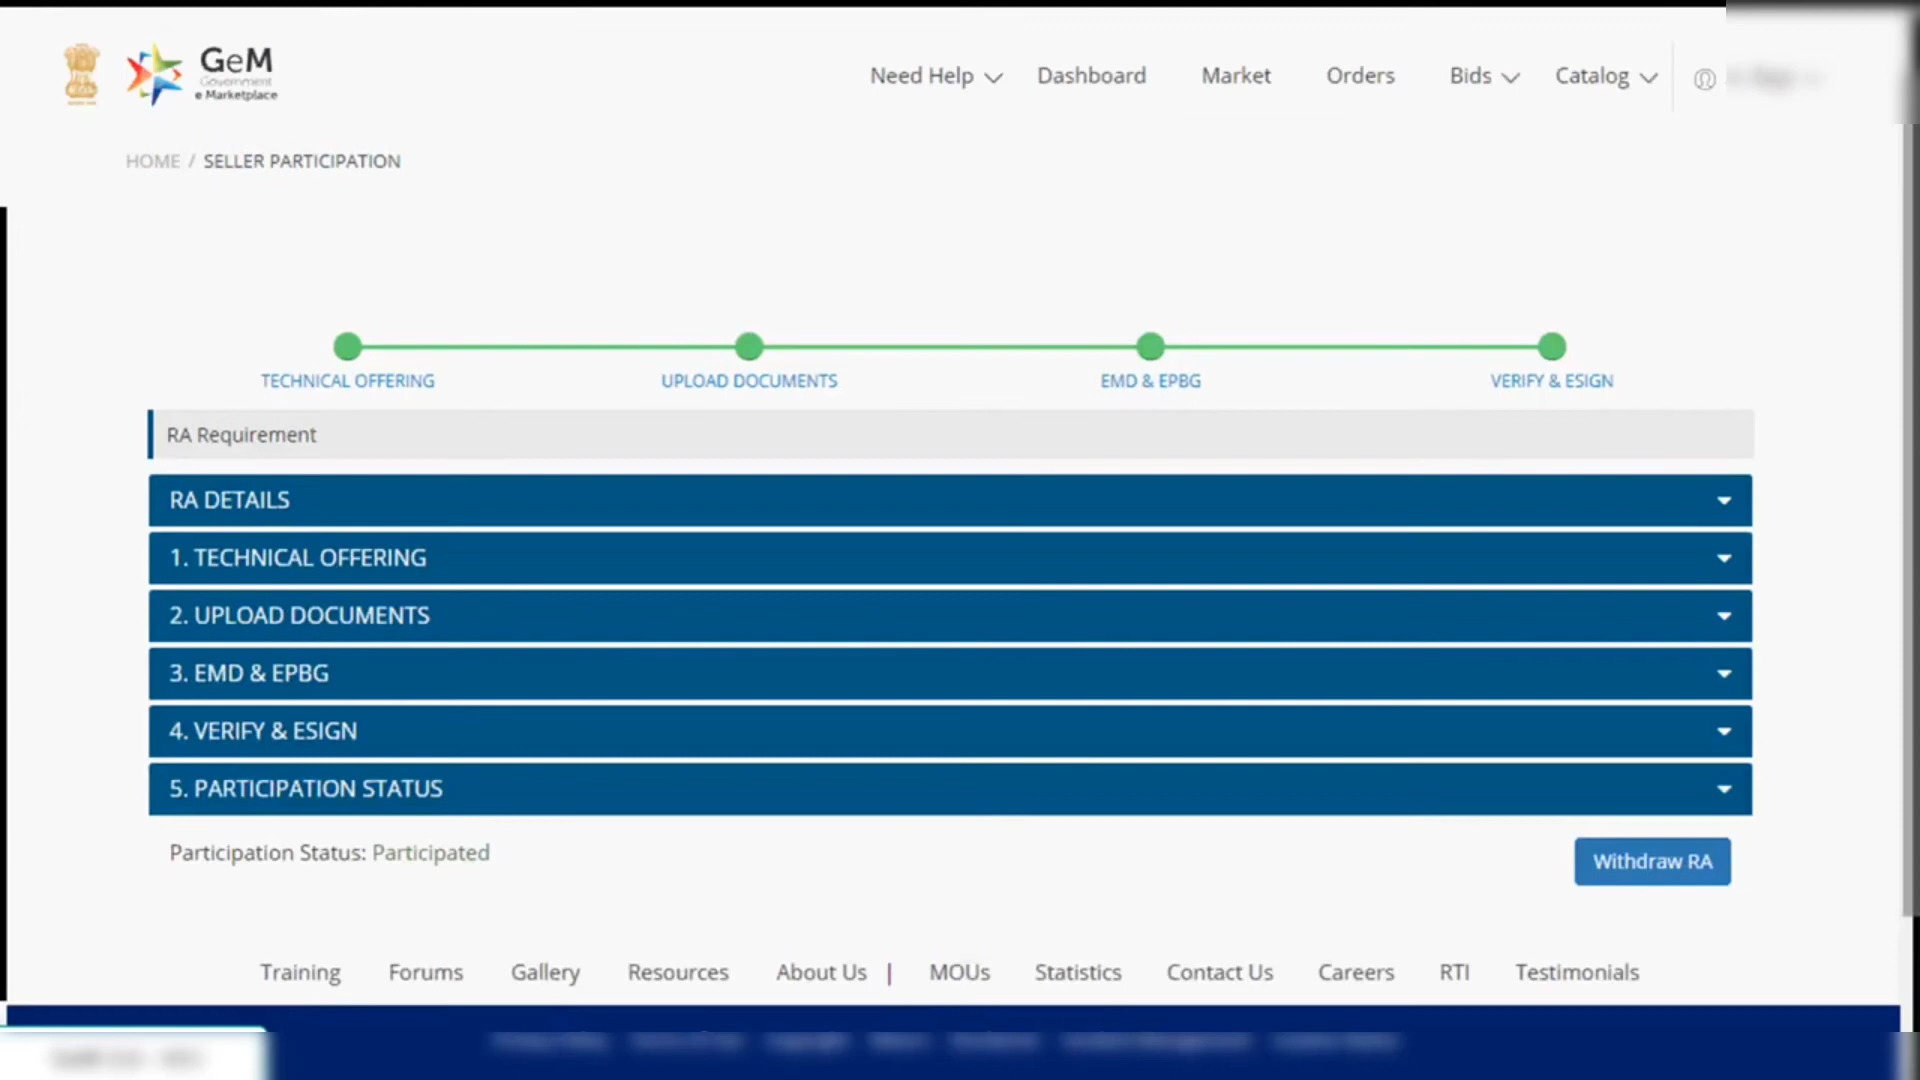 GeM
Government
e Marketplace
Need Help Dashboard Market Orders Bids Catalog
HOME / SELLER PARTICIPATION
TECHNICAL OFFERING UPLOAD DOCUMENTS EMD & EPBG VERIFY & ESIGN
RA Requirement
RA DETAILS
1. TECHNICAL OFFERING
2. UPLOAD DOCUMENTS
3. EMD & EPBG
4. VERIFY & ESIGN
5. PARTICIPATION STATUS
Participation Status: Participated
Withdraw RA
Training Forums Gallery Resources About Us | MOUs Statistics Contact Us Careers RTI Testimonials